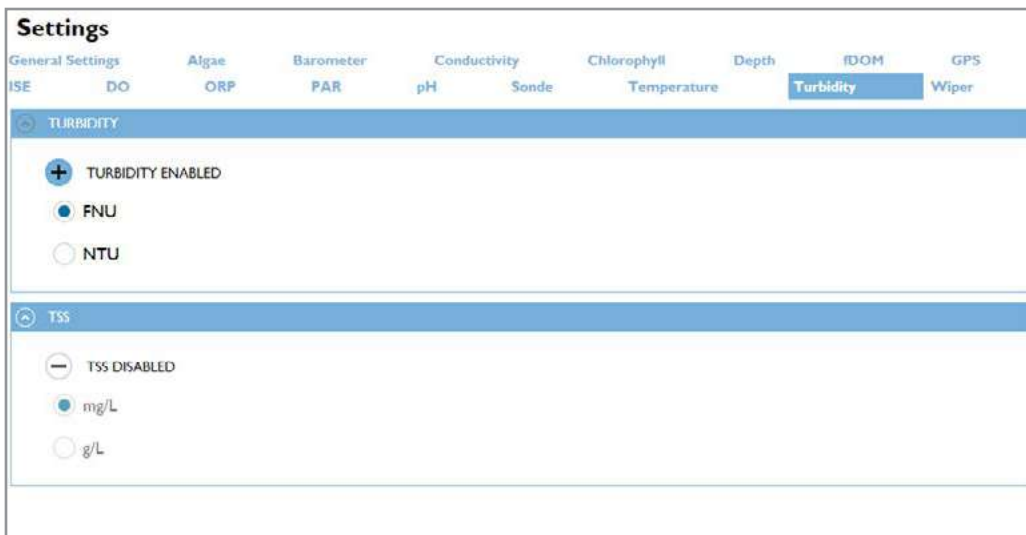 Settings
General Settings Algae Barometer Conductivity Chlorophyll Depth fDOM GPS
ISE DO ORP PAR pH Sonde Temperature Turbidity Wiper
TURBIDITY
TURBIDITY ENABLED
FNU
NTU
TSS
TSS DISABLED
mg/L
g/L